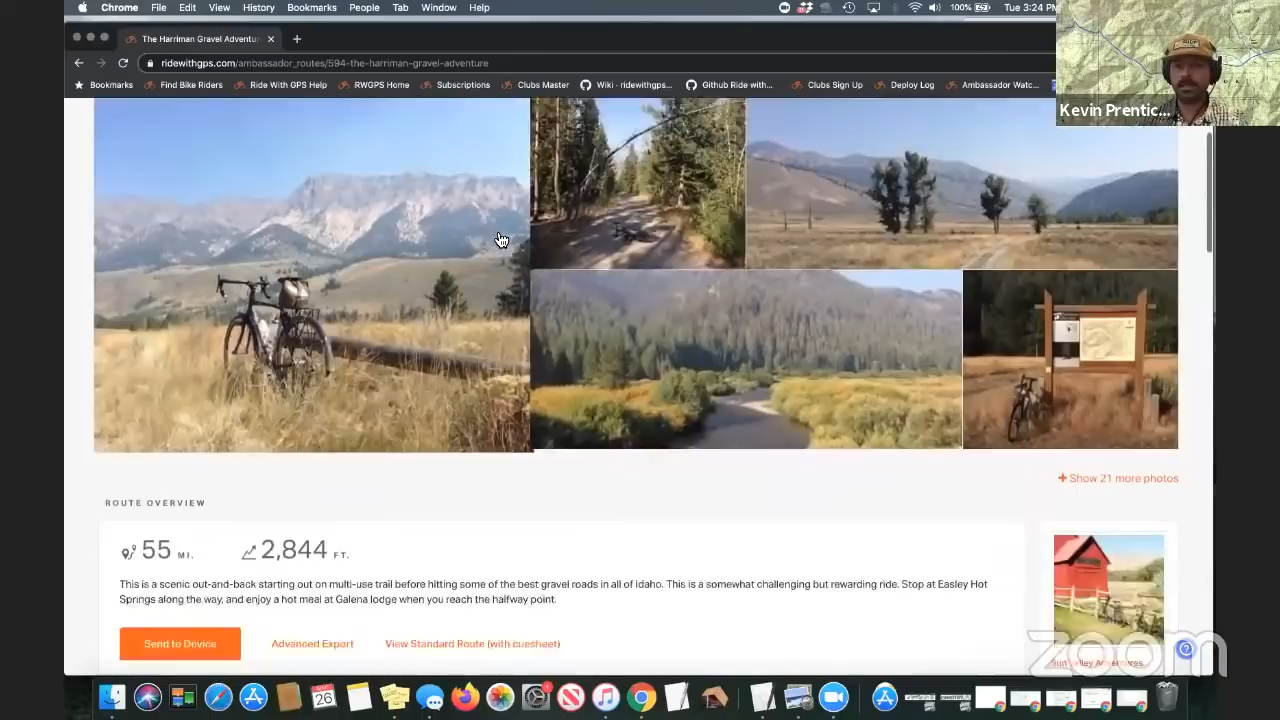 Chrome File Edit View History Bookmarks People Tab Window Help
100% Tue 3:24 PM
The Harriman Gravel Adventur
ridewithgps.com/ambassador_routes/594-the-harriman-gravel-adventure
Bookmarks Find Bike Riders Ride With GPS Help RWGPS Home Subscriptions Clubs Master Wiki · ridewithgps... Github Ride with... Clubs Sign Up Deploy Log Ambassador Watc...
Kevin Prentic...
+ Show 21 more photos
ROUTE OVERVIEW
55 MI. 2,844 FT.
This is a scenic out-and-back starting out on multi-use trail before hitting some of the best gravel roads in all of Idaho. This is a somewhat challenging but rewarding ride. Stop at Easley Hot
Springs along the way, and enjoy a hot meal at Galena Lodge when you reach the halfway point.
Send to Device Advanced Export View Standard Route (with cuesheet)
zoom
Sun Valley Adventures
MAY
26